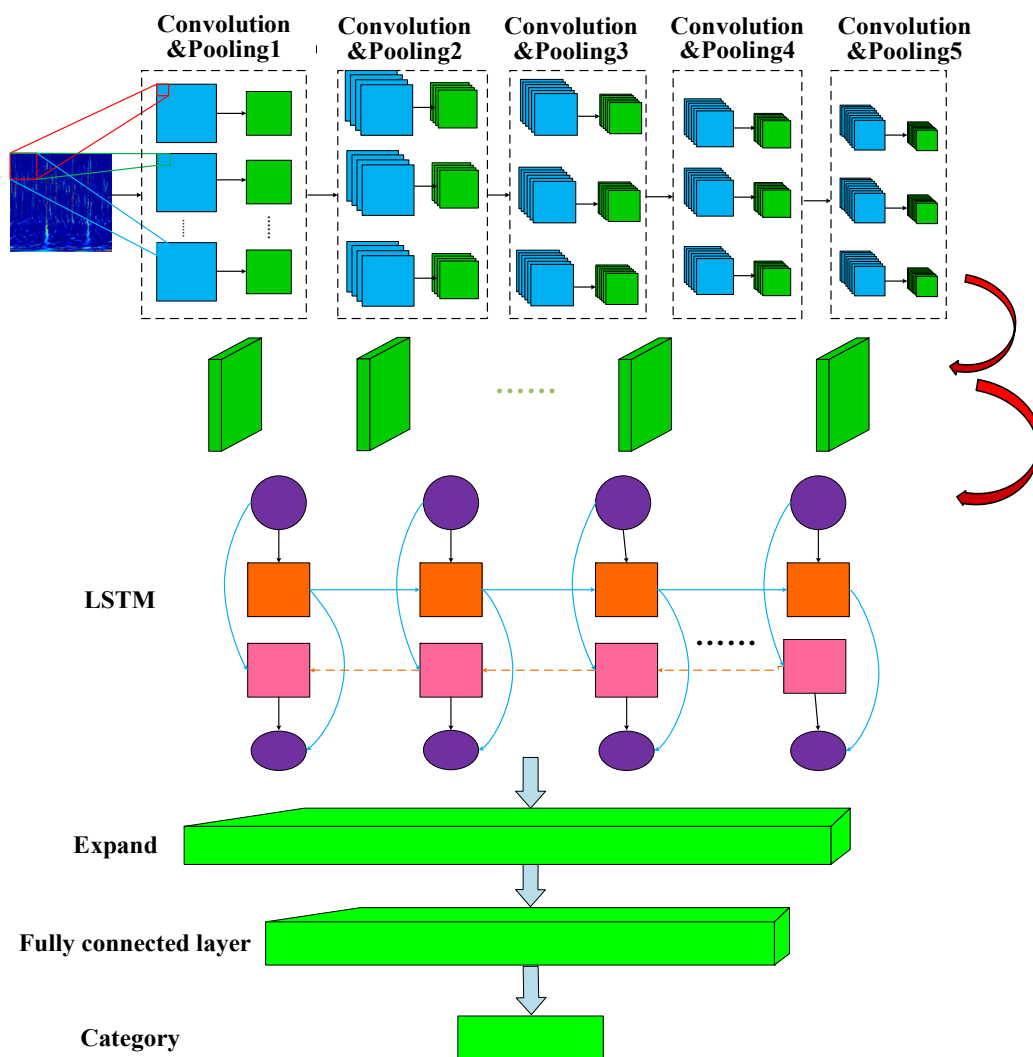 Convolution
&Pooling1
Convolution
&Pooling2
Convolution
&Pooling3
Convolution
&Pooling4
Convolution
&Pooling5
LSTM
Expand
Fully connected layer
Category